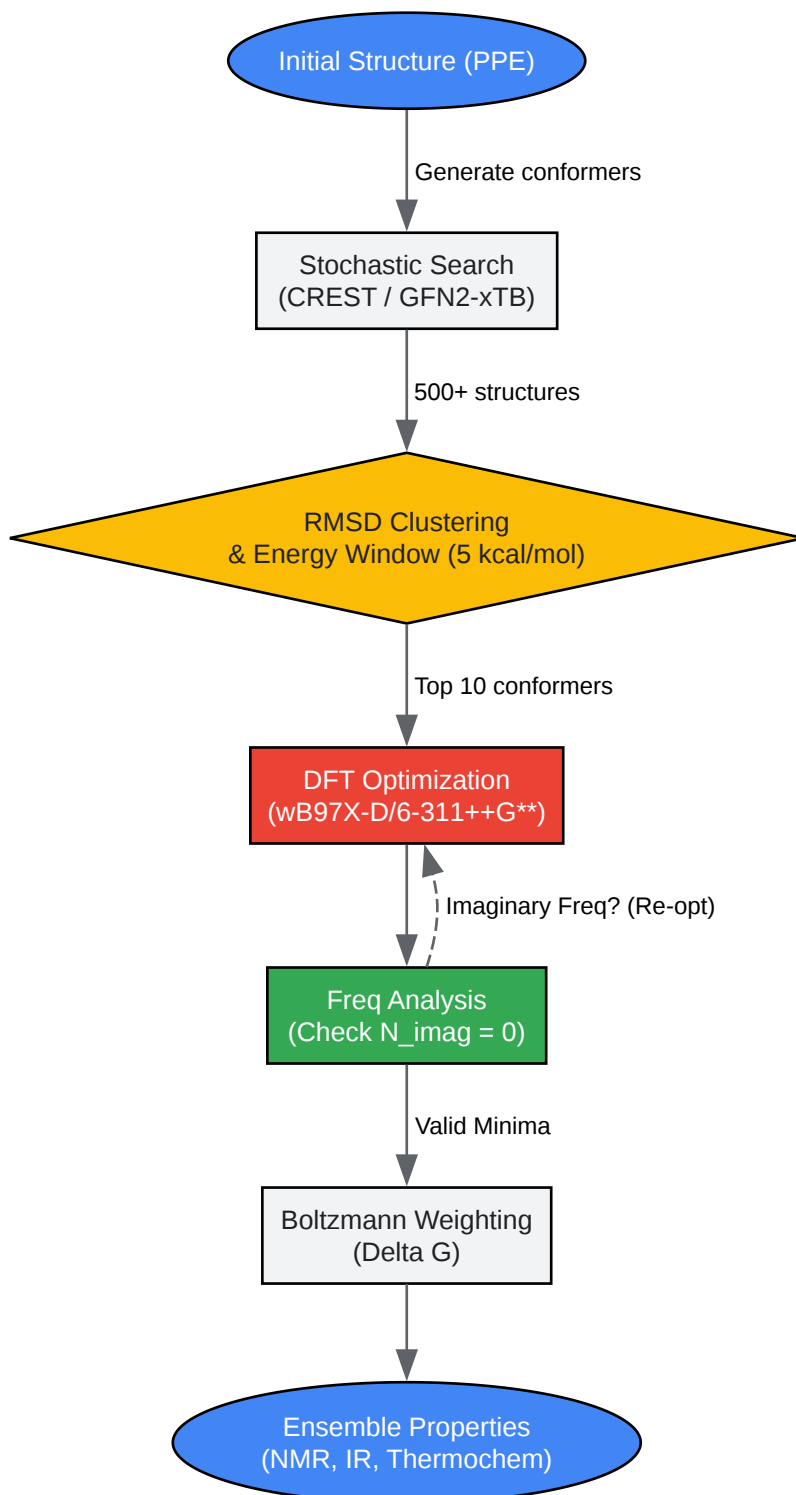 Initial Structure (PPE)
Generate conformers
Stochastic Search
(CREST / GFN2-xTB)
500+ structures
RMSD Clustering
& Energy Window (5 kcal/mol)
Top 10 conformers
DFT Optimization
(wB97X-D/6-311++G**)
Imaginary Freq? (Re-opt)
Freq Analysis
(Check N_imag = 0)
Valid Minima
Boltzmann Weighting
(Delta G)
Ensemble Properties
(NMR, IR, Thermochem)